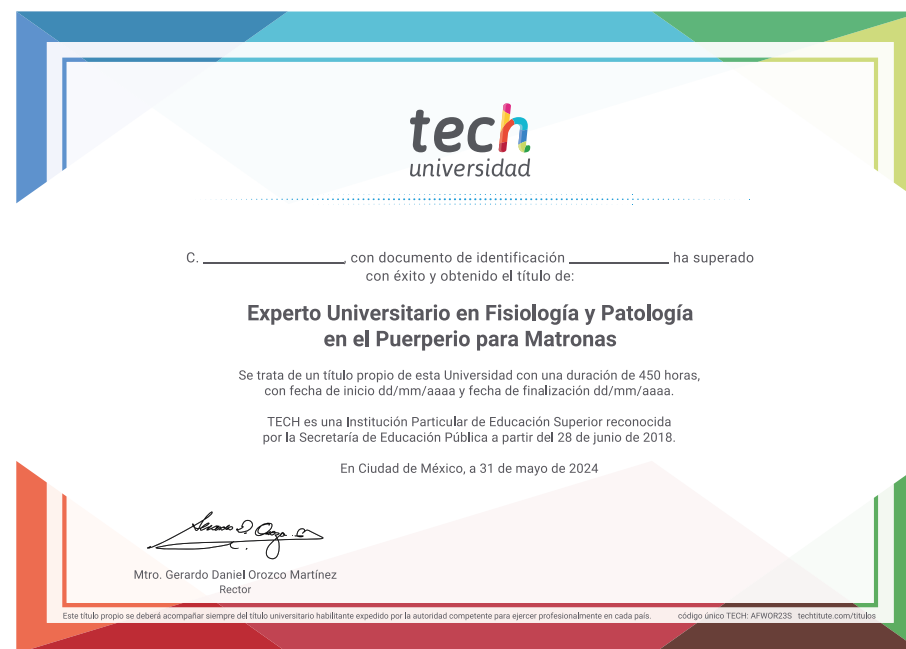 tech
universidad
C. ____________________, con documento de identificación ______________ ha superado
con éxito y obtenido el título de:
Experto Universitario en Fisiología y Patología
en el Puerperio para Matronas
Se trata de un título propio de esta Universidad con una duración de 450 horas,
con fecha de inicio dd/mm/aaaa y fecha de finalización dd/mm/aaaa.
TECH es una Institución Particular de Educación Superior reconocida
por la Secretaría de Educación Pública a partir del 28 de junio de 2018.
En Ciudad de México, a 31 de mayo de 2024
Mtro. Gerardo Daniel Orozco Martínez
Rector
Este título propio se deberá acompañar siempre del título universitario habilitante expedido por la autoridad competente para ejercer profesionalmente en cada país. código único TECH: AFWOR23S techtitute.com/titulos